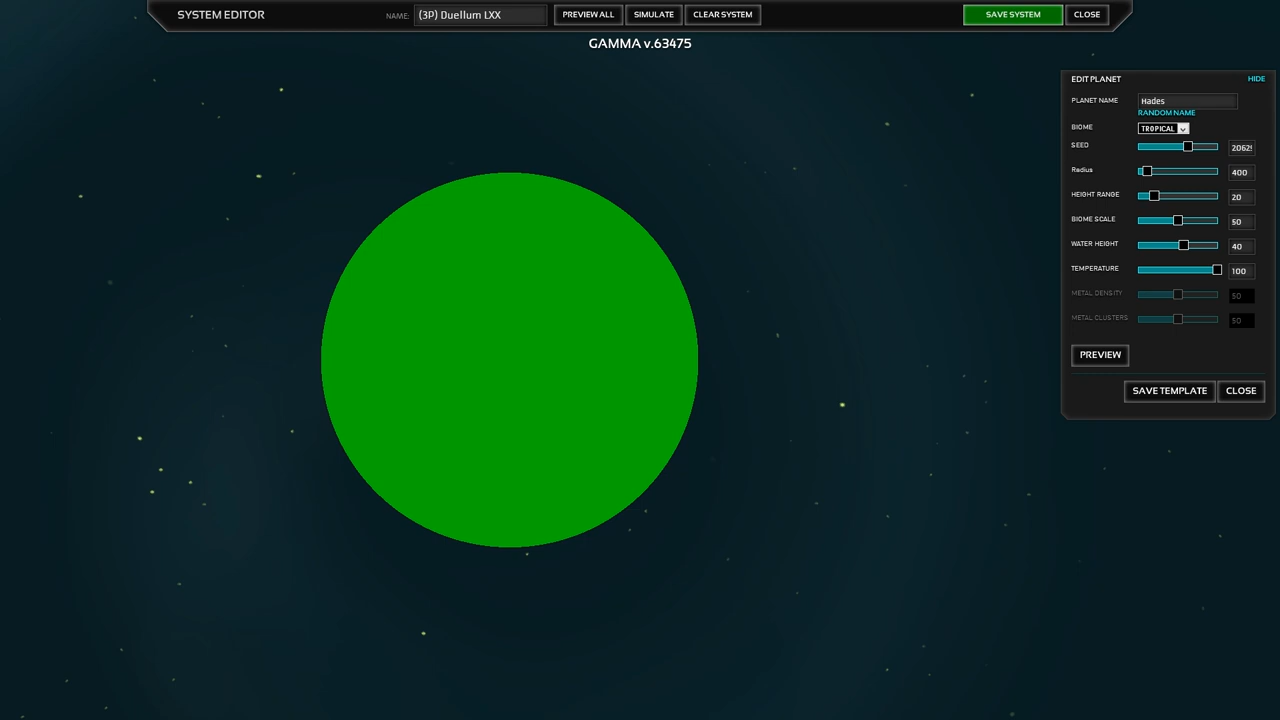 SYSTEM EDITOR
NAME: (3P) Duellum LXX
PREVIEW ALL
SIMULATE
CLEAR SYSTEM
SAVE SYSTEM
CLOSE
GAMMA v.63475
EDIT PLANET
HIDE
PLANET NAME Hades
RANDOM NAME
BIOME TROPICAL
SEED
Radius 400
HEIGHT RANGE 20
BIOME SCALE 50
WATER HEIGHT 40
TEMPERATURE 100
METAL DENSITY 50
METAL CLUSTERS 50
PREVIEW
SAVE TEMPLATE
CLOSE